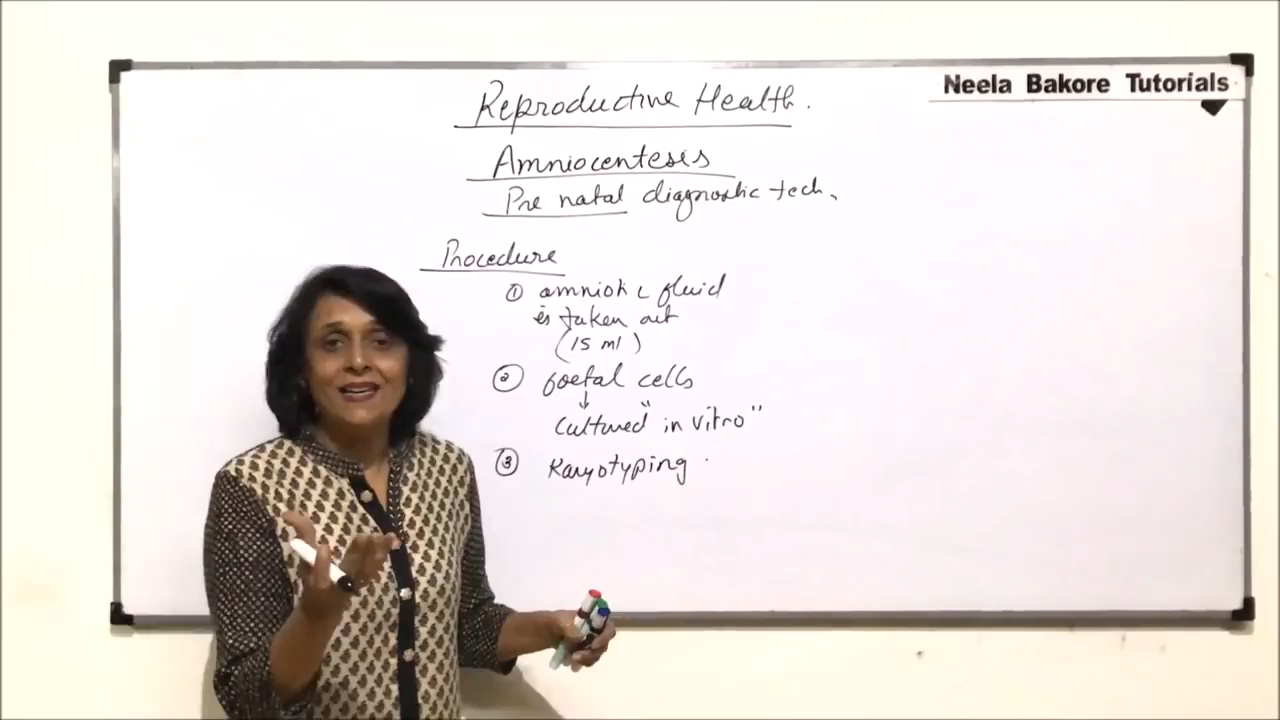 Neela Bakore Tutorials
Reproductive Health.
Amniocentesis
Pre natal diagnostic tech.
Procedure
① amniotic fluid
is taken out
(15 ml)
② foetal cells
↓
Cultured "in vitro"
③ Karyotyping.